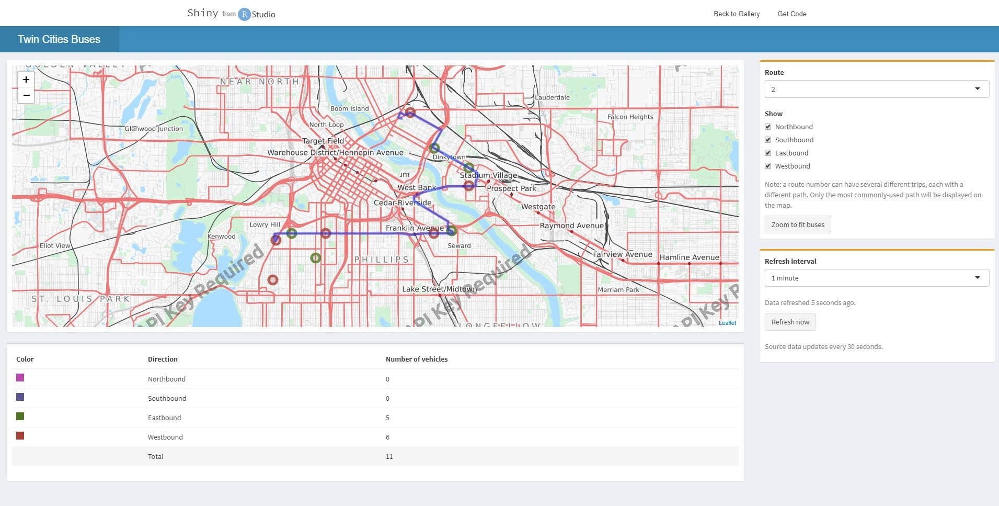 Shiny from R Studio
Back to Gallery
Get Code
Twin Cities Buses
+
−
GOLDEN VALLEY
NEAR NORTH
Lauderdale
Boom Island
Falcon Heights
North Loop
Glenwood Junction
Target Field
Warehouse District/Hennepin Avenue
Dinkytown
um
Stadium Village
West Bank
Prospect Park
Cedar-Riverside
Westgate
Lowry Hill
Franklin Avenue
Raymond Avenue
Kenwood
Eliot View
Seward
Fairview Avenue
Hamline Avenue
PHILLIPS
API Key Required
API Key Required
API Key R
Lake Street/Midtown
Merriam Park
ST. LOUIS PARK
LONGFELLOW
Leaflet
Route
2
Show
Northbound
Southbound
Eastbound
Westbound
Note: a route number can have several different trips, each with a
different path. Only the most commonly-used path will be displayed on
the map.
Zoom to fit buses
Refresh interval
1 minute
Data refreshed 5 seconds ago.
Refresh now
Source data updates every 30 seconds.
Color Direction Number of vehicles
Northbound 0
Southbound 0
Eastbound 5
Westbound 6
Total 11